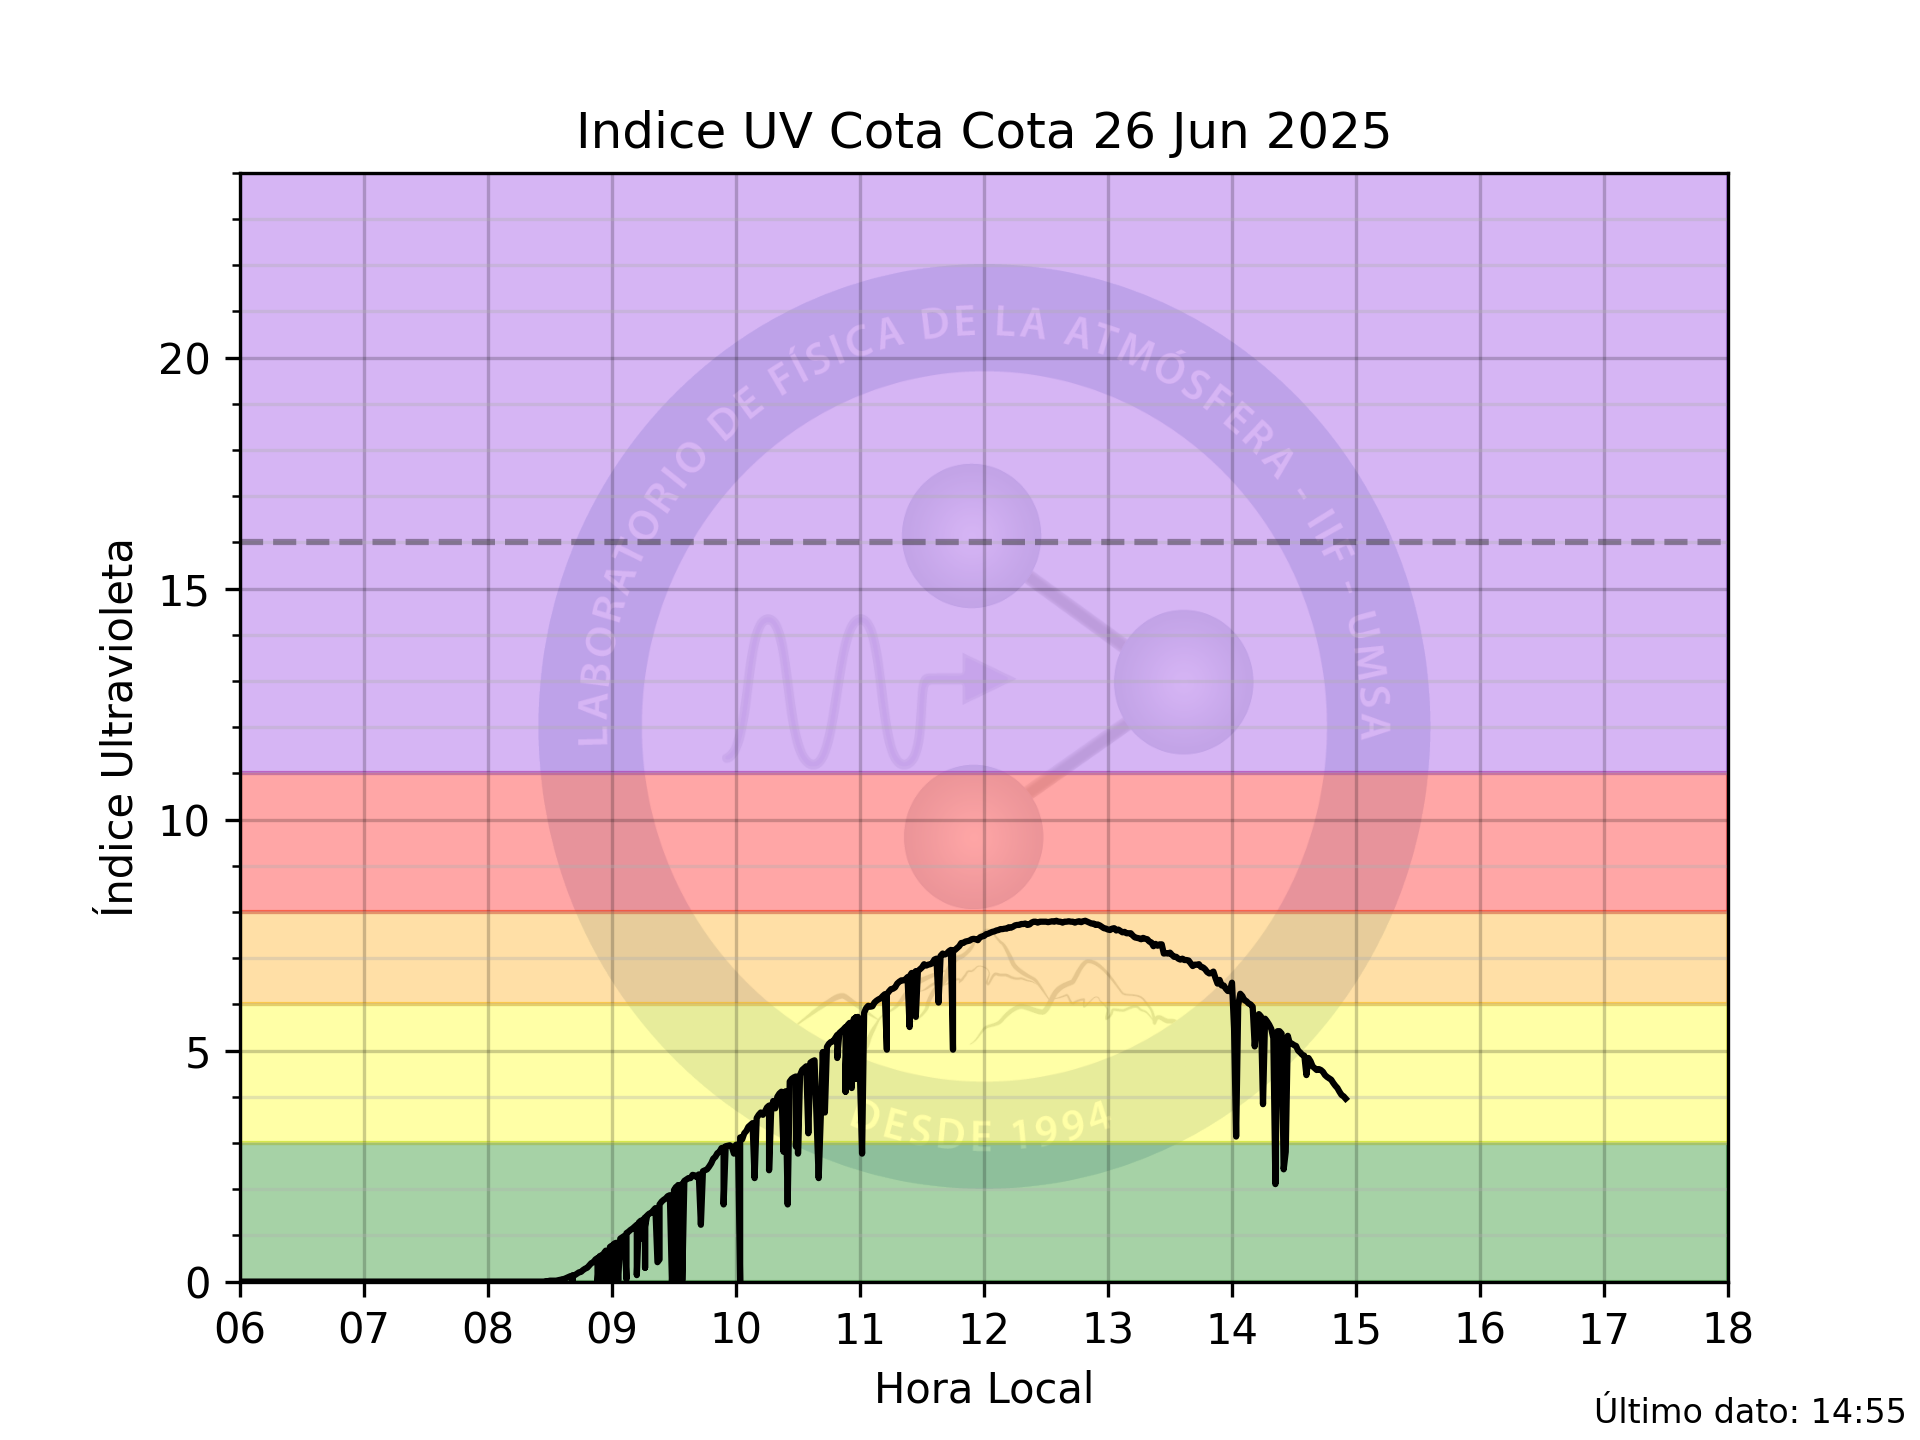 Indice UV Cota Cota 26 Jun 2025
LABORATORIO DE FÍSICA DE LA ATMÓSFERA - IIF - UMSA
DESDE 1994
Índice Ultravioleta
20
15
10
5
0
06 07 08 09 10 11 12 13 14 15 16 17 18
Hora Local
Último dato: 14:55